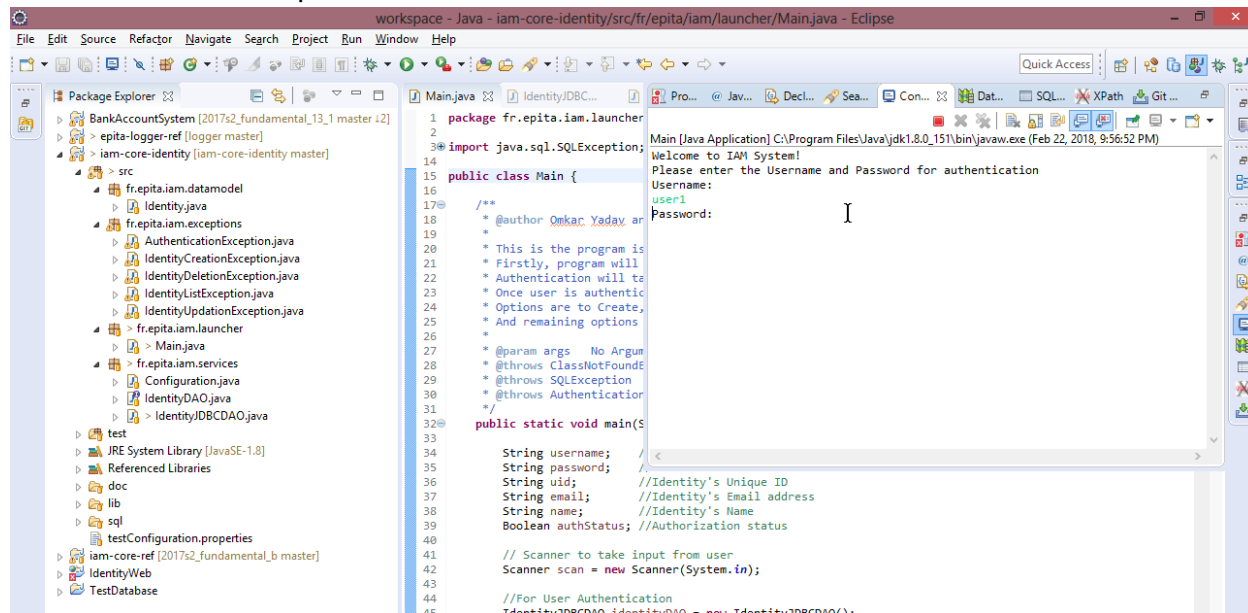 workspace - Java - iam-core-identity/src/fr/epita/iam/launcher/Main.java - Eclipse
File Edit Source Refactor Navigate Search Project Run Window Help
Quick Access
Package Explorer
BankAccountSystem [2017s2_fundamental_13_1 master ↓2]
> epita-logger-ref [logger master]
> iam-core-identity [iam-core-identity master]
> src
fr.epita.iam.datamodel
Identity.java
fr.epita.iam.exceptions
AuthenticationException.java
IdentityCreationException.java
IdentityDeletionException.java
IdentityListException.java
IdentityUpdationException.java
> fr.epita.iam.launcher
> Main.java
> fr.epita.iam.services
Configuration.java
IdentityDAO.java
> IdentityJDBCDAO.java
test
JRE System Library [JavaSE-1.8]
Referenced Libraries
doc
lib
sql
testConfiguration.properties
iam-core-ref [2017s2_fundamental_b master]
IdentityWeb
TestDatabase
Main.java IdentityJDBC...
1 package fr.epita.iam.launcher
2
3 import java.sql.SQLException;
14
15 public class Main {
16
17 /**
18 * @author Omkar Yadav an
19 *
20 * This is the program is
21 * Firstly, program will
22 * Authentication will ta
23 * Once user is authentic
24 * Options are to Create,
25 * And remaining options
26 *
27 * @param args No Argum
28 * @throws ClassNotFoundE
29 * @throws SQLException
30 * @throws Authentication
31 */
32 public static void main(S
33
34 String username; /
35 String password; /
36 String uid; //Identity's Unique ID
37 String email; //Identity's Email address
38 String name; //Identity's Name
39 Boolean authStatus; //Authorization status
40
41 // Scanner to take input from user
42 Scanner scan = new Scanner(System.in);
43
44 //For User Authentication
45 IdentityJDBCDAO identityDAO = new IdentityJDBCDAO();
Pro... @ Jav... Decl... Sea... Con... Dat... SQL... XPath Git ...
Main [Java Application] C:\Program Files\Java\jdk1.8.0_151\bin\javaw.exe (Feb 22, 2018, 9:56:52 PM)
Welcome to IAM System!
Please enter the Username and Password for authentication
Username:
user1
Password: